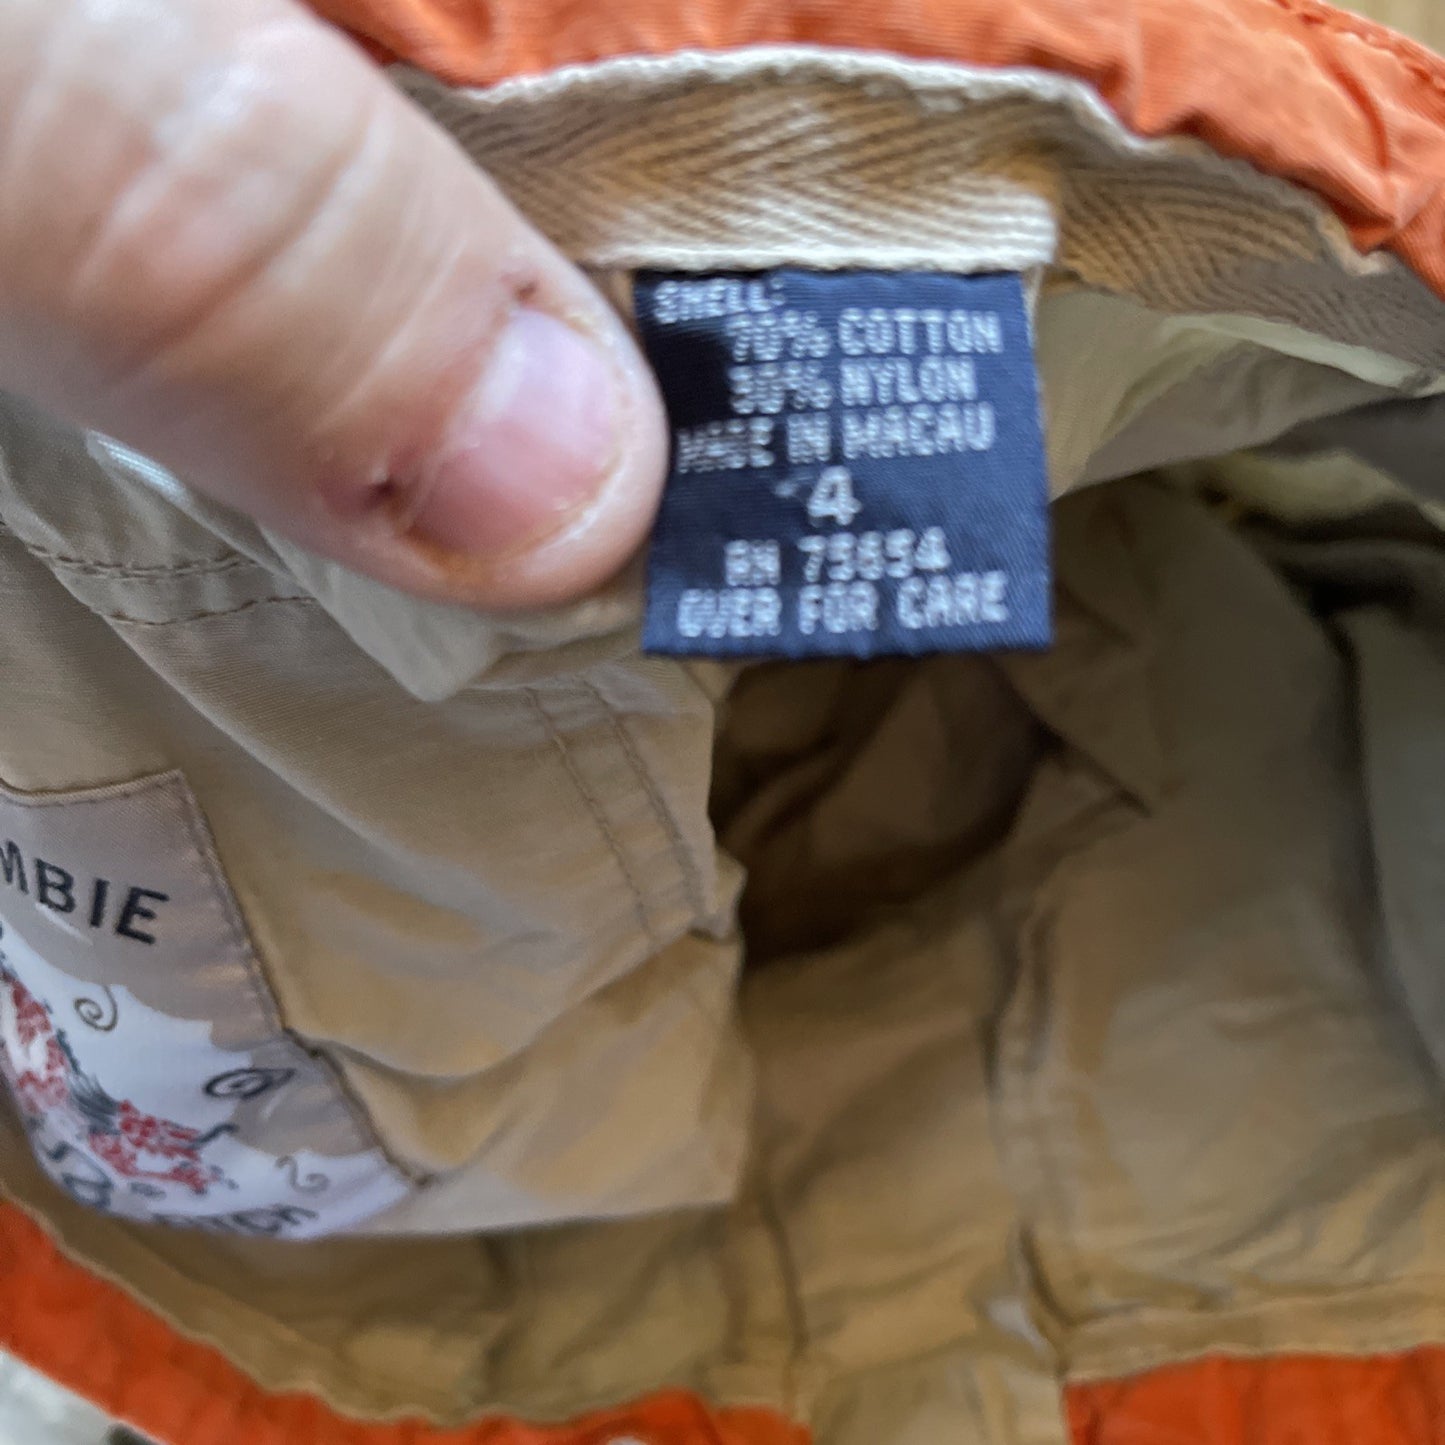 SHELL:
70% COTTON
30% NYLON
MADE IN MACAU
4
RN 75654
OVER FOR CARE
MBIE